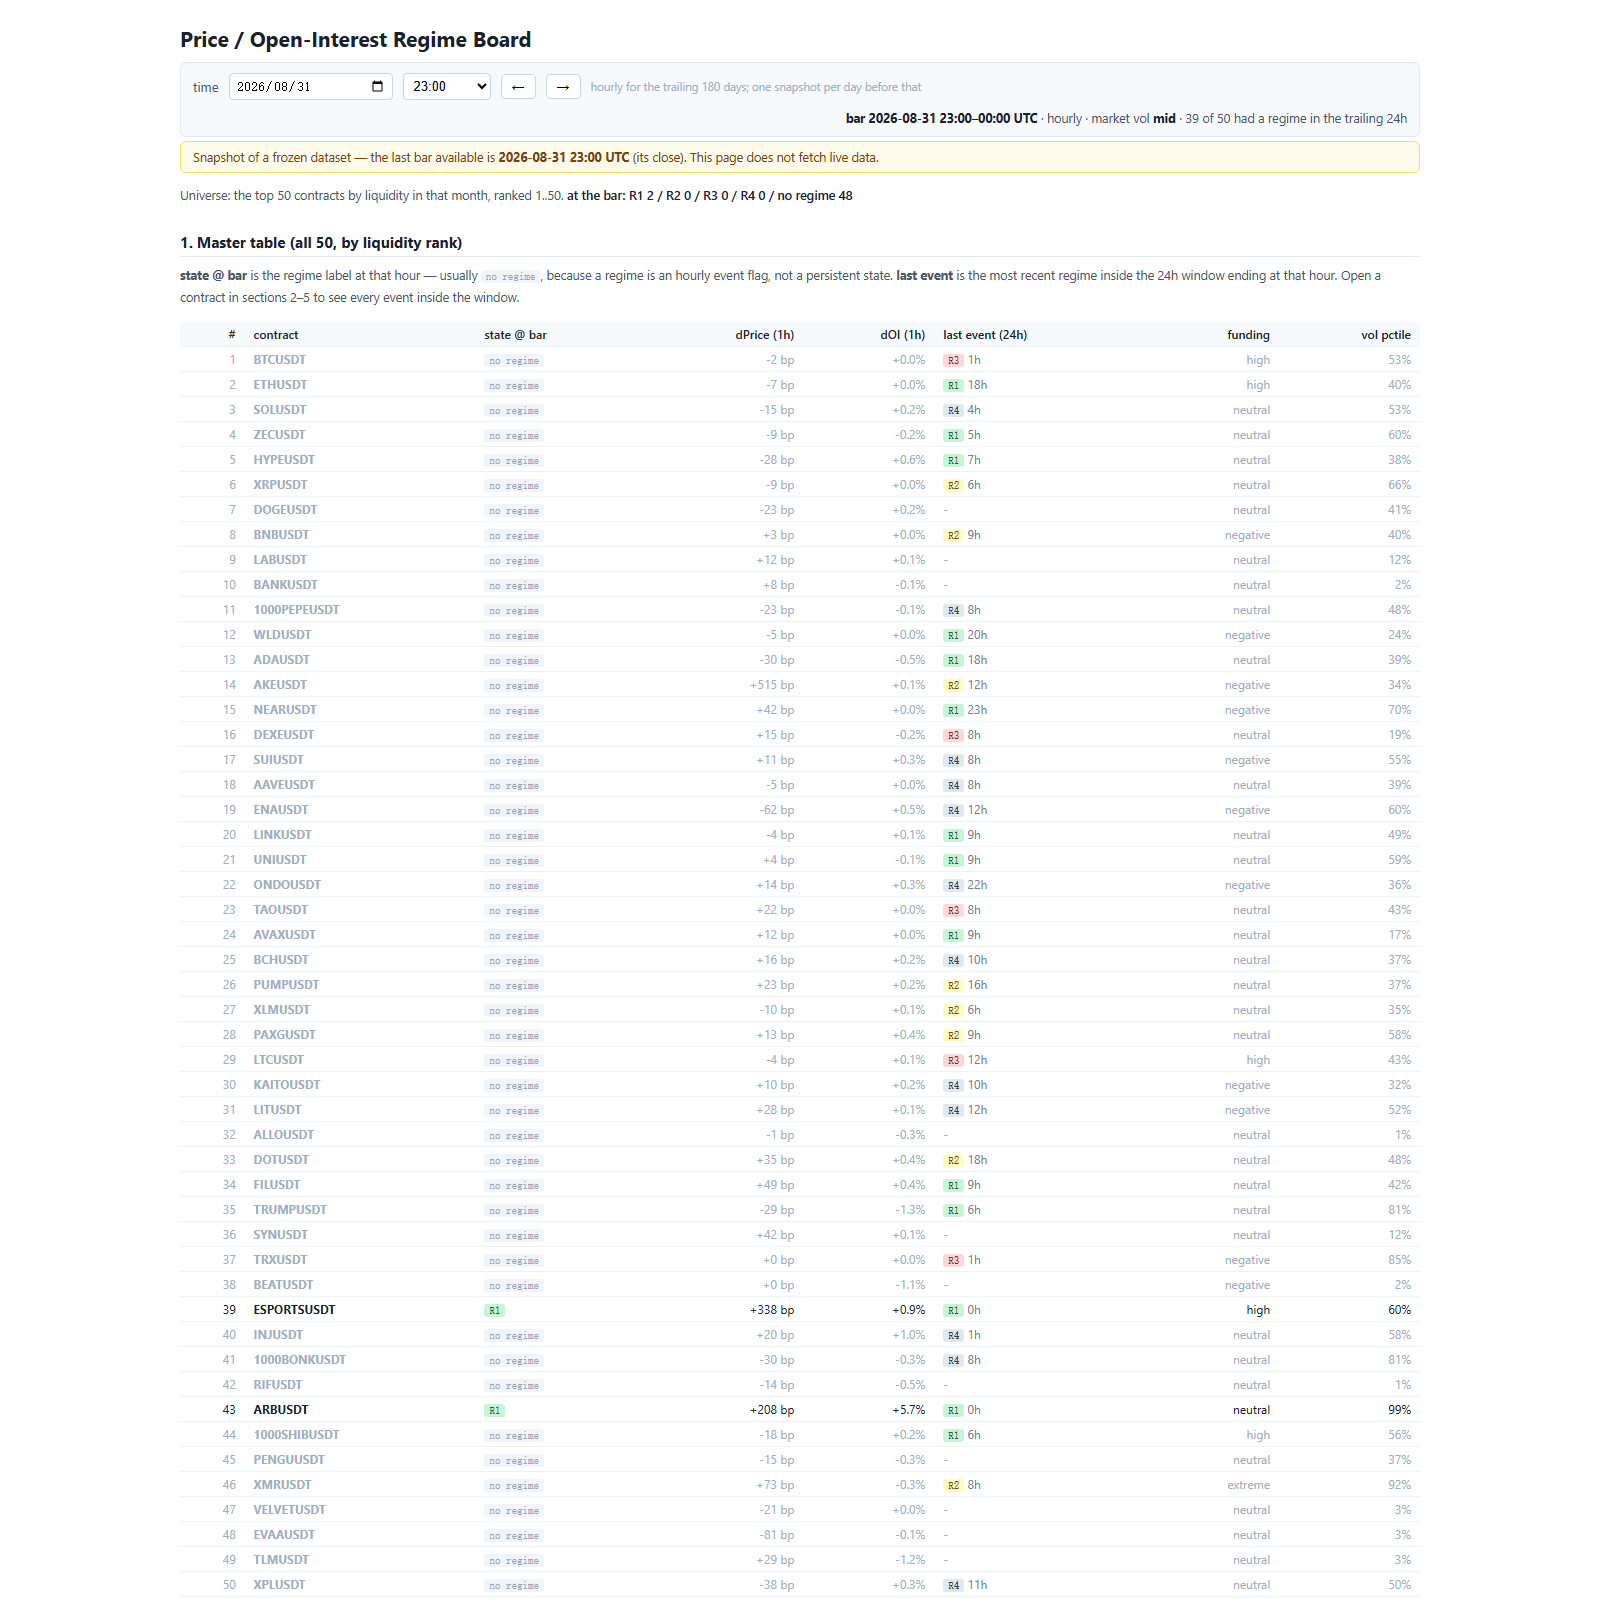 Price / Open-Interest Regime Board
time 2026/08/31 23:00 ← → hourly for the trailing 180 days; one snapshot per day before that
bar 2026-08-31 23:00–00:00 UTC · hourly · market vol mid · 39 of 50 had a regime in the trailing 24h
Snapshot of a frozen dataset — the last bar available is 2026-08-31 23:00 UTC (its close). This page does not fetch live data.
Universe: the top 50 contracts by liquidity in that month, ranked 1..50. at the bar: R1 2 / R2 0 / R3 0 / R4 0 / no regime 48
1. Master table (all 50, by liquidity rank)
state @ bar is the regime label at that hour — usually no regime, because a regime is an hourly event flag, not a persistent state. last event is the most recent regime inside the 24h window ending at that hour. Open a
contract in sections 2–5 to see every event inside the window.
# contract state @ bar dPrice (1h) dOI (1h) last event (24h) funding vol pctile
1 BTCUSDT no regime -2 bp +0.0% R3 1h high 53%
2 ETHUSDT no regime -7 bp +0.0% R1 18h high 40%
3 SOLUSDT no regime -15 bp +0.2% R4 4h neutral 53%
4 ZECUSDT no regime -9 bp -0.2% R1 5h neutral 60%
5 HYPEUSDT no regime -28 bp +0.6% R1 7h neutral 38%
6 XRPUSDT no regime -9 bp +0.0% R2 6h neutral 66%
7 DOGEUSDT no regime -23 bp +0.2% - neutral 41%
8 BNBUSDT no regime +3 bp +0.0% R2 9h negative 40%
9 LABUSDT no regime +12 bp +0.1% - neutral 12%
10 BANKUSDT no regime +8 bp -0.1% - neutral 2%
11 1000PEPEUSDT no regime -23 bp -0.1% R4 8h neutral 48%
12 WLDUSDT no regime -5 bp +0.0% R1 20h negative 24%
13 ADAUSDT no regime -30 bp -0.5% R1 18h neutral 39%
14 AKEUSDT no regime +515 bp +0.1% R2 12h negative 34%
15 NEARUSDT no regime +42 bp +0.0% R1 23h negative 70%
16 DEXEUSDT no regime +15 bp -0.2% R3 8h neutral 19%
17 SUIUSDT no regime +11 bp +0.3% R4 8h negative 55%
18 AAVEUSDT no regime -5 bp +0.0% R4 8h neutral 39%
19 ENAUSDT no regime -62 bp +0.5% R4 12h negative 60%
20 LINKUSDT no regime -4 bp +0.1% R1 9h neutral 49%
21 UNIUSDT no regime +4 bp -0.1% R1 9h neutral 59%
22 ONDOUSDT no regime +14 bp +0.3% R4 22h negative 36%
23 TAOUSDT no regime +22 bp +0.0% R3 8h neutral 43%
24 AVAXUSDT no regime +12 bp +0.0% R1 9h neutral 17%
25 BCHUSDT no regime +16 bp +0.2% R4 10h neutral 37%
26 PUMPUSDT no regime +23 bp +0.2% R2 16h neutral 37%
27 XLMUSDT no regime -10 bp +0.1% R2 6h neutral 35%
28 PAXGUSDT no regime +13 bp +0.4% R2 9h neutral 58%
29 LTCUSDT no regime -4 bp +0.1% R3 12h high 43%
30 KAITOUSDT no regime +10 bp +0.2% R4 10h negative 32%
31 LITUSDT no regime +28 bp +0.1% R4 12h negative 52%
32 ALLOUSDT no regime -1 bp -0.3% - neutral 1%
33 DOTUSDT no regime +35 bp +0.4% R2 18h neutral 48%
34 FILUSDT no regime +49 bp +0.4% R1 9h neutral 42%
35 TRUMPUSDT no regime -29 bp -1.3% R1 6h neutral 81%
36 SYNUSDT no regime +42 bp +0.1% - neutral 12%
37 TRXUSDT no regime +0 bp +0.0% R3 1h negative 85%
38 BEATUSDT no regime +0 bp -1.1% - negative 2%
39 ESPORTSUSDT R1 +338 bp +0.9% R1 0h high 60%
40 INJUSDT no regime +20 bp +1.0% R4 1h neutral 58%
41 1000BONKUSDT no regime -30 bp -0.3% R4 8h neutral 81%
42 RIFUSDT no regime -14 bp -0.5% - neutral 1%
43 ARBUSDT R1 +208 bp +5.7% R1 0h neutral 99%
44 1000SHIBUSDT no regime -18 bp +0.2% R1 6h high 56%
45 PENGUUSDT no regime -15 bp -0.3% - neutral 37%
46 XMRUSDT no regime +73 bp -0.3% R2 8h extreme 92%
47 VELVETUSDT no regime -21 bp +0.0% - neutral 3%
48 EVAAUSDT no regime -81 bp -0.1% - neutral 3%
49 TLMUSDT no regime +29 bp -1.2% - neutral 3%
50 XPLUSDT no regime -38 bp +0.3% R4 11h neutral 50%